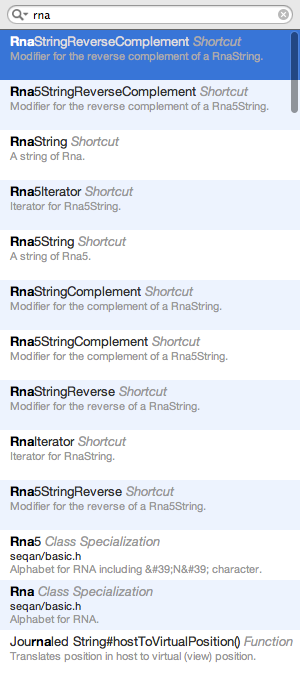 rna
RnaStringReverseComplement Shortcut
Modifier for the reverse complement of a RnaString.
Rna5StringReverseComplement Shortcut
Modifier for the reverse complement of a Rna5String.
RnaString Shortcut
A string of Rna.
Rna5Iterator Shortcut
Iterator for Rna5String.
Rna5String Shortcut
A string of Rna5.
RnaStringComplement Shortcut
Modifier for the complement of a RnaString.
Rna5StringComplement Shortcut
Modifier for the complement of a Rna5String.
RnaStringReverse Shortcut
Modifier for the reverse of a RnaString.
RnaIterator Shortcut
Iterator for RnaString.
Rna5StringReverse Shortcut
Modifier for the reverse of a Rna5String.
Rna5 Class Specialization
seqan/basic.h
Alphabet for RNA including &#39;N&#39; character.
Rna Class Specialization
seqan/basic.h
Alphabet for RNA.
Journaled String#hostToVirtualPosition() Function
Translates position in host to virtual (view) position.